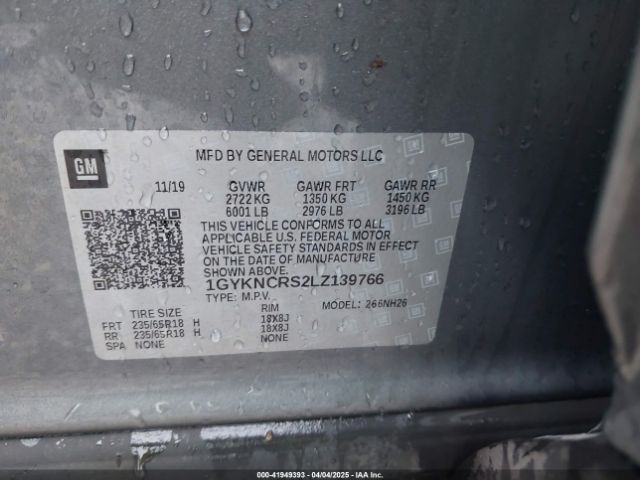 GM
MFD BY GENERAL MOTORS LLC
11/19 GVWR GAWR FRT GAWR RR
2722 KG 1350 KG 1450 KG
6001 LB 2976 LB 3196 LB
THIS VEHICLE CONFORMS TO ALL
APPLICABLE U.S. FEDERAL MOTOR
VEHICLE SAFETY STANDARDS IN EFFECT
ON THE DATE OF MANUFACTURE
SHOWN ABOVE.
1GYKNCRS2LZ139766
TYPE: M.P.V. MODEL: 266NH26
TIRE SIZE RIM
FRT 235/65R18 H 18X8J
RR 235/65R18 H 18X8J
SPA NONE NONE
000-41949393 - 04/04/2025 - www.iaai.com